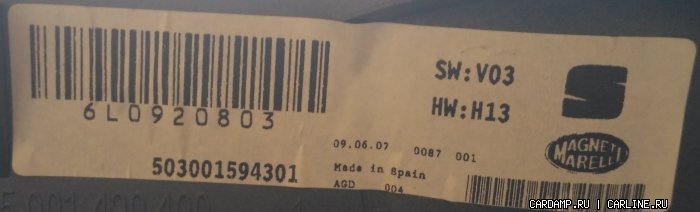 6L0920803
503001594301
SW:V03
HW:H13
09.06.07 0087 001
Made in Spain
AGD 004
MAGNETI
MARELLI
CARDAMP.RU | CARLINE.RU